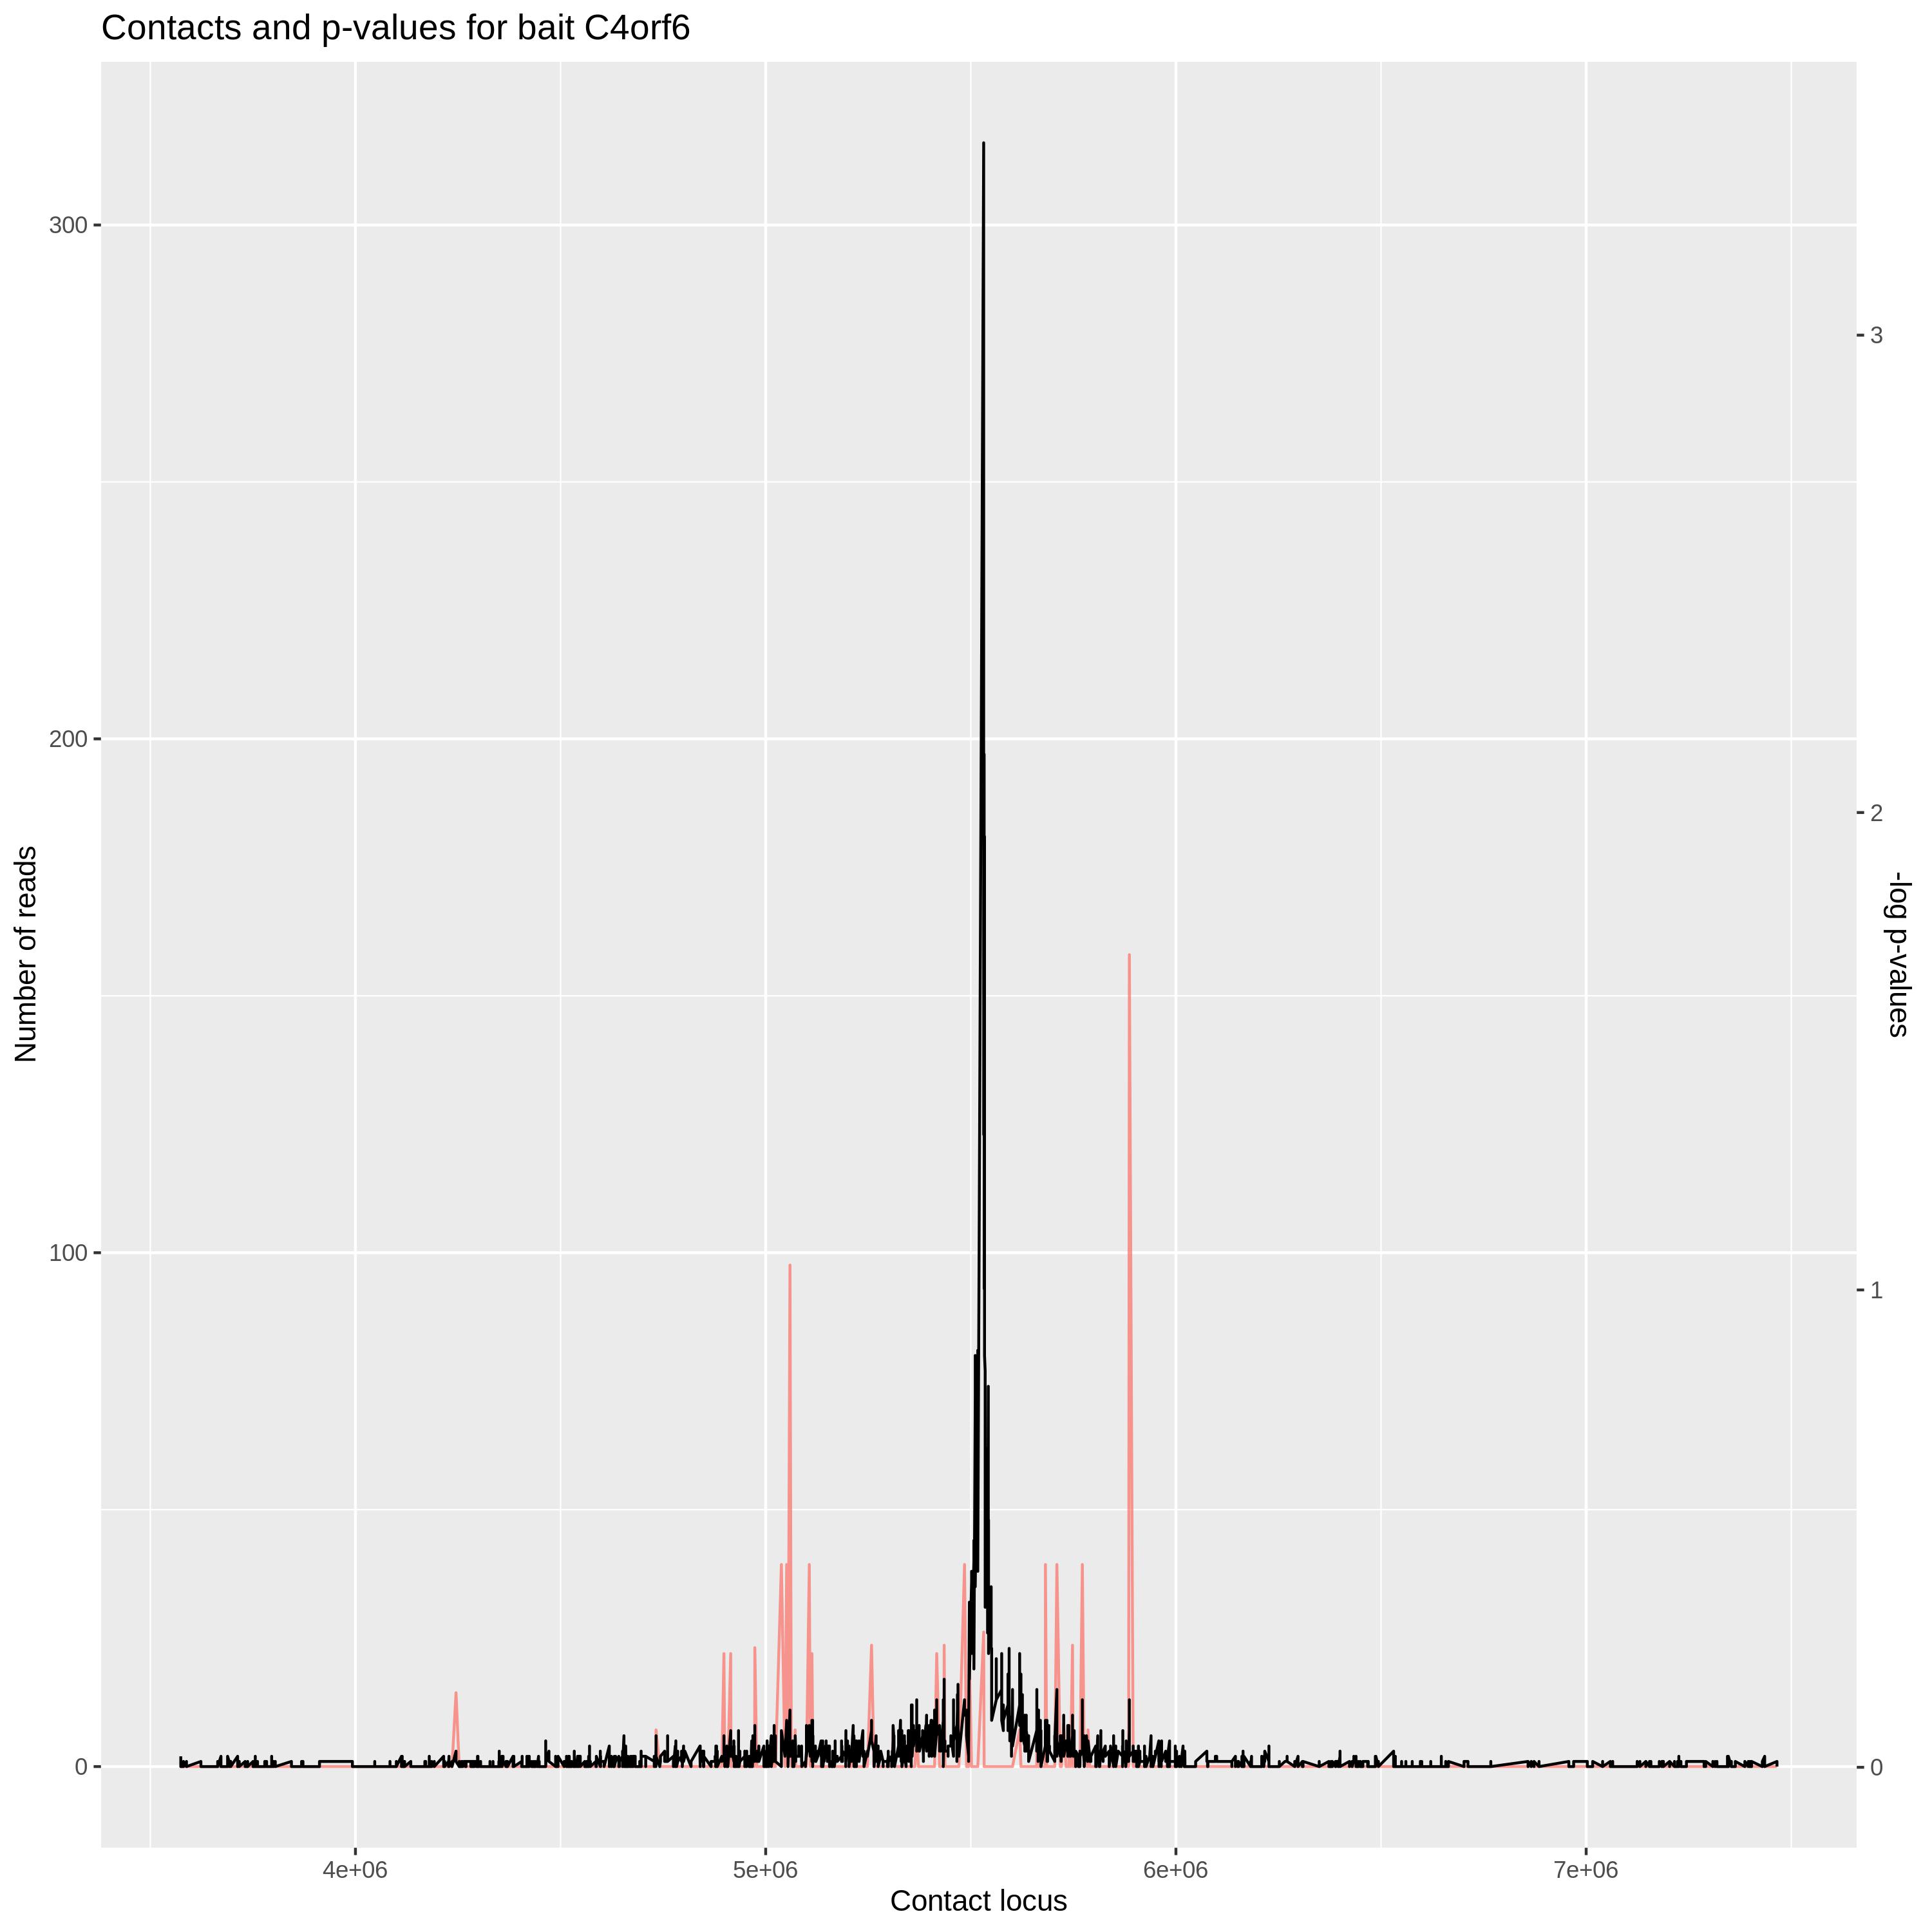 Contacts and p-values for bait C4orf6
Number of reads
300
200
100
0
3
2
1
0
-log p-values
4e+06 5e+06 6e+06 7e+06
Contact locus